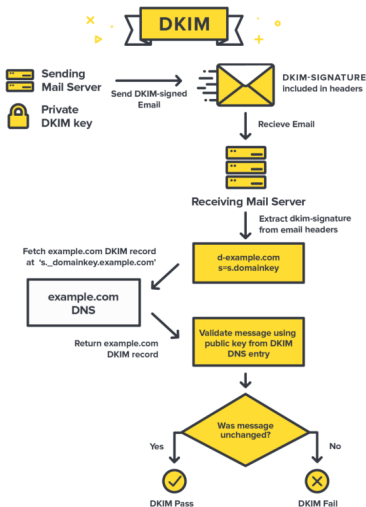 DKIM
Sending
Mail Server
Private
DKIM key
Send DKIM-signed
Email
DKIM-SIGNATURE
included in headers
Recieve Email
Receiving Mail Server
Extract dkim-signature
from email headers
Fetch example.com DKIM record
at 's._domainkey.example.com'
d-example.com
s=s.domainkey
example.com
DNS
Return example.com
DKIM record
Validate message using
public key from DKIM
DNS entry
Was message
unchanged?
Yes
No
DKIM Pass
DKIM Fail